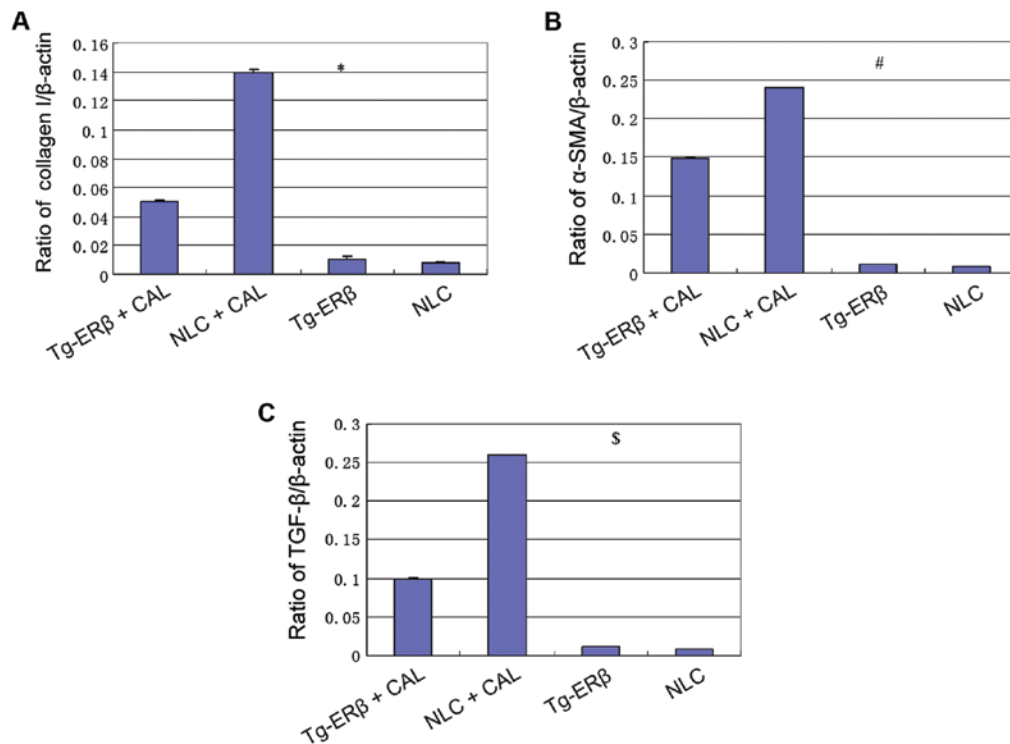 A
Ratio of collagen I/β-actin
0.16
0.14
0.12
0.1
0.08
0.06
0.04
0.02
0
*
Tg-ERβ + CAL
NLC + CAL
Tg-ERβ
NLC
B
Ratio of α-SMA/β-actin
0.3
0.25
0.2
0.15
0.1
0.05
0
#
Tg-ERβ + CAL
NLC + CAL
Tg-ERβ
NLC
C
Ratio of TGF-β/β-actin
0.3
0.25
0.2
0.15
0.1
0.05
0
$
Tg-ERβ + CAL
NLC + CAL
Tg-ERβ
NLC